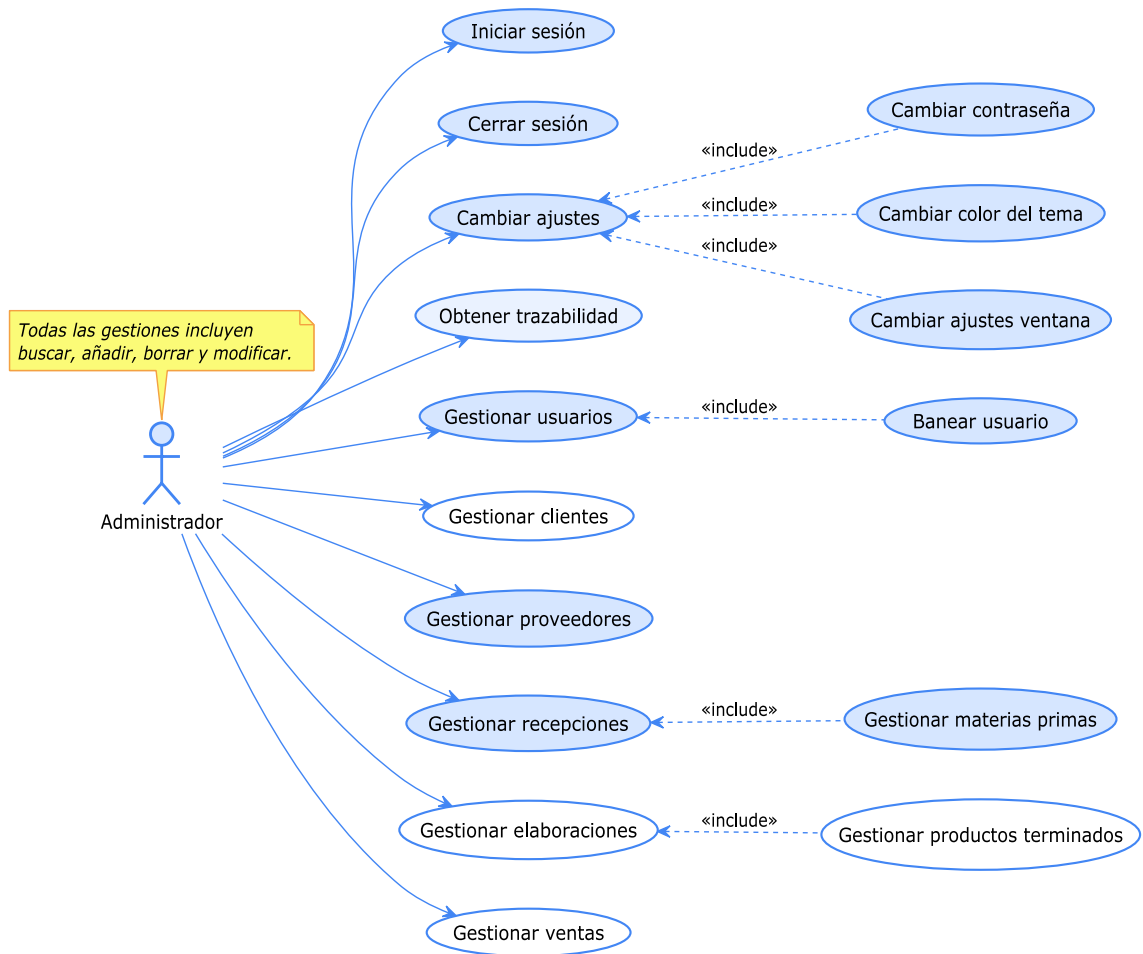 Iniciar sesión
Cerrar sesión
Cambiar contraseña
«include»
Cambiar ajustes
«include»
Cambiar color del tema
«include»
Cambiar ajustes ventana
Obtener trazabilidad
Todas las gestiones incluyen
buscar, añadir, borrar y modificar.
Gestionar usuarios
«include»
Banear usuario
Administrador
Gestionar clientes
Gestionar proveedores
Gestionar recepciones
«include»
Gestionar materias primas
Gestionar elaboraciones
«include»
Gestionar productos terminados
Gestionar ventas